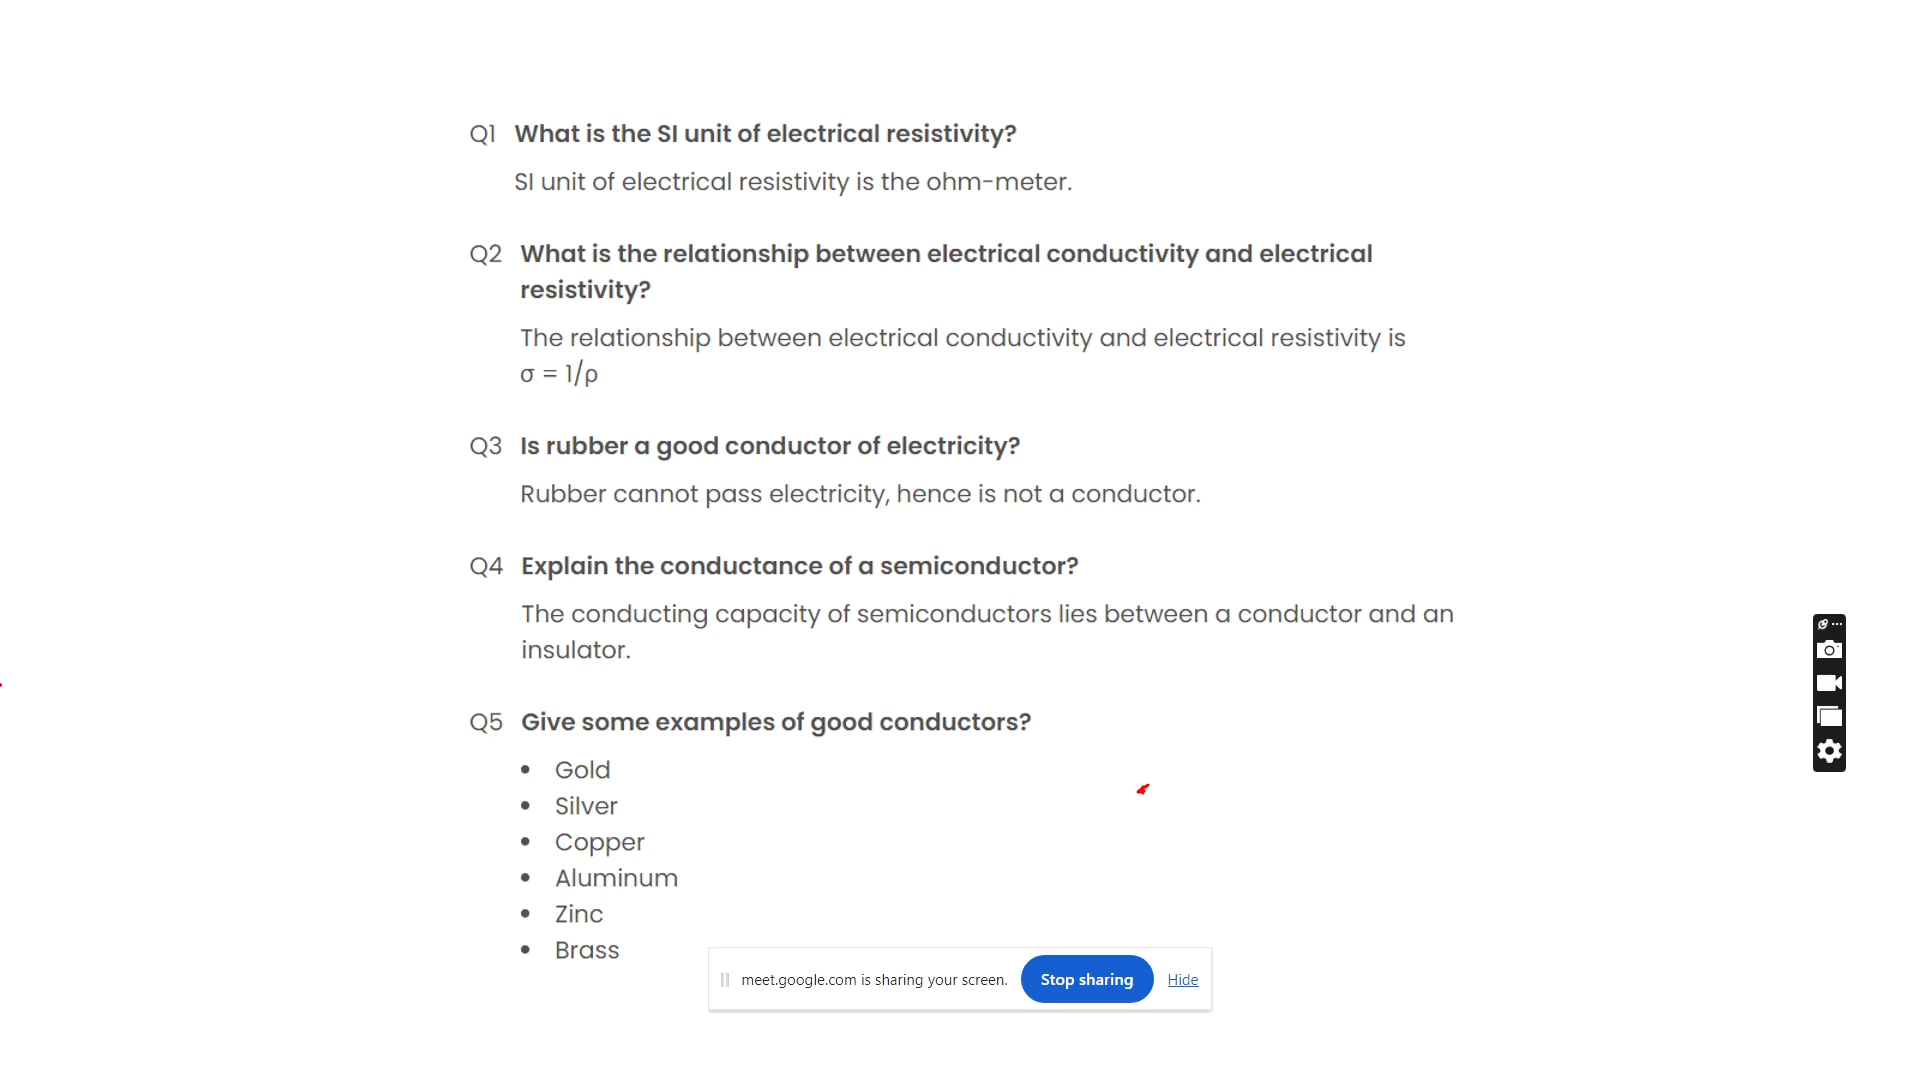 Q1 What is the SI unit of electrical resistivity?
SI unit of electrical resistivity is the ohm-meter.
Q2 What is the relationship between electrical conductivity and electrical
resistivity?
The relationship between electrical conductivity and electrical resistivity is
σ = 1/ρ
Q3 Is rubber a good conductor of electricity?
Rubber cannot pass electricity, hence is not a conductor.
Q4 Explain the conductance of a semiconductor?
The conducting capacity of semiconductors lies between a conductor and an
insulator.
Q5 Give some examples of good conductors?
• Gold
• Silver
• Copper
• Aluminum
• Zinc
• Brass
meet.google.com is sharing your screen. Stop sharing Hide